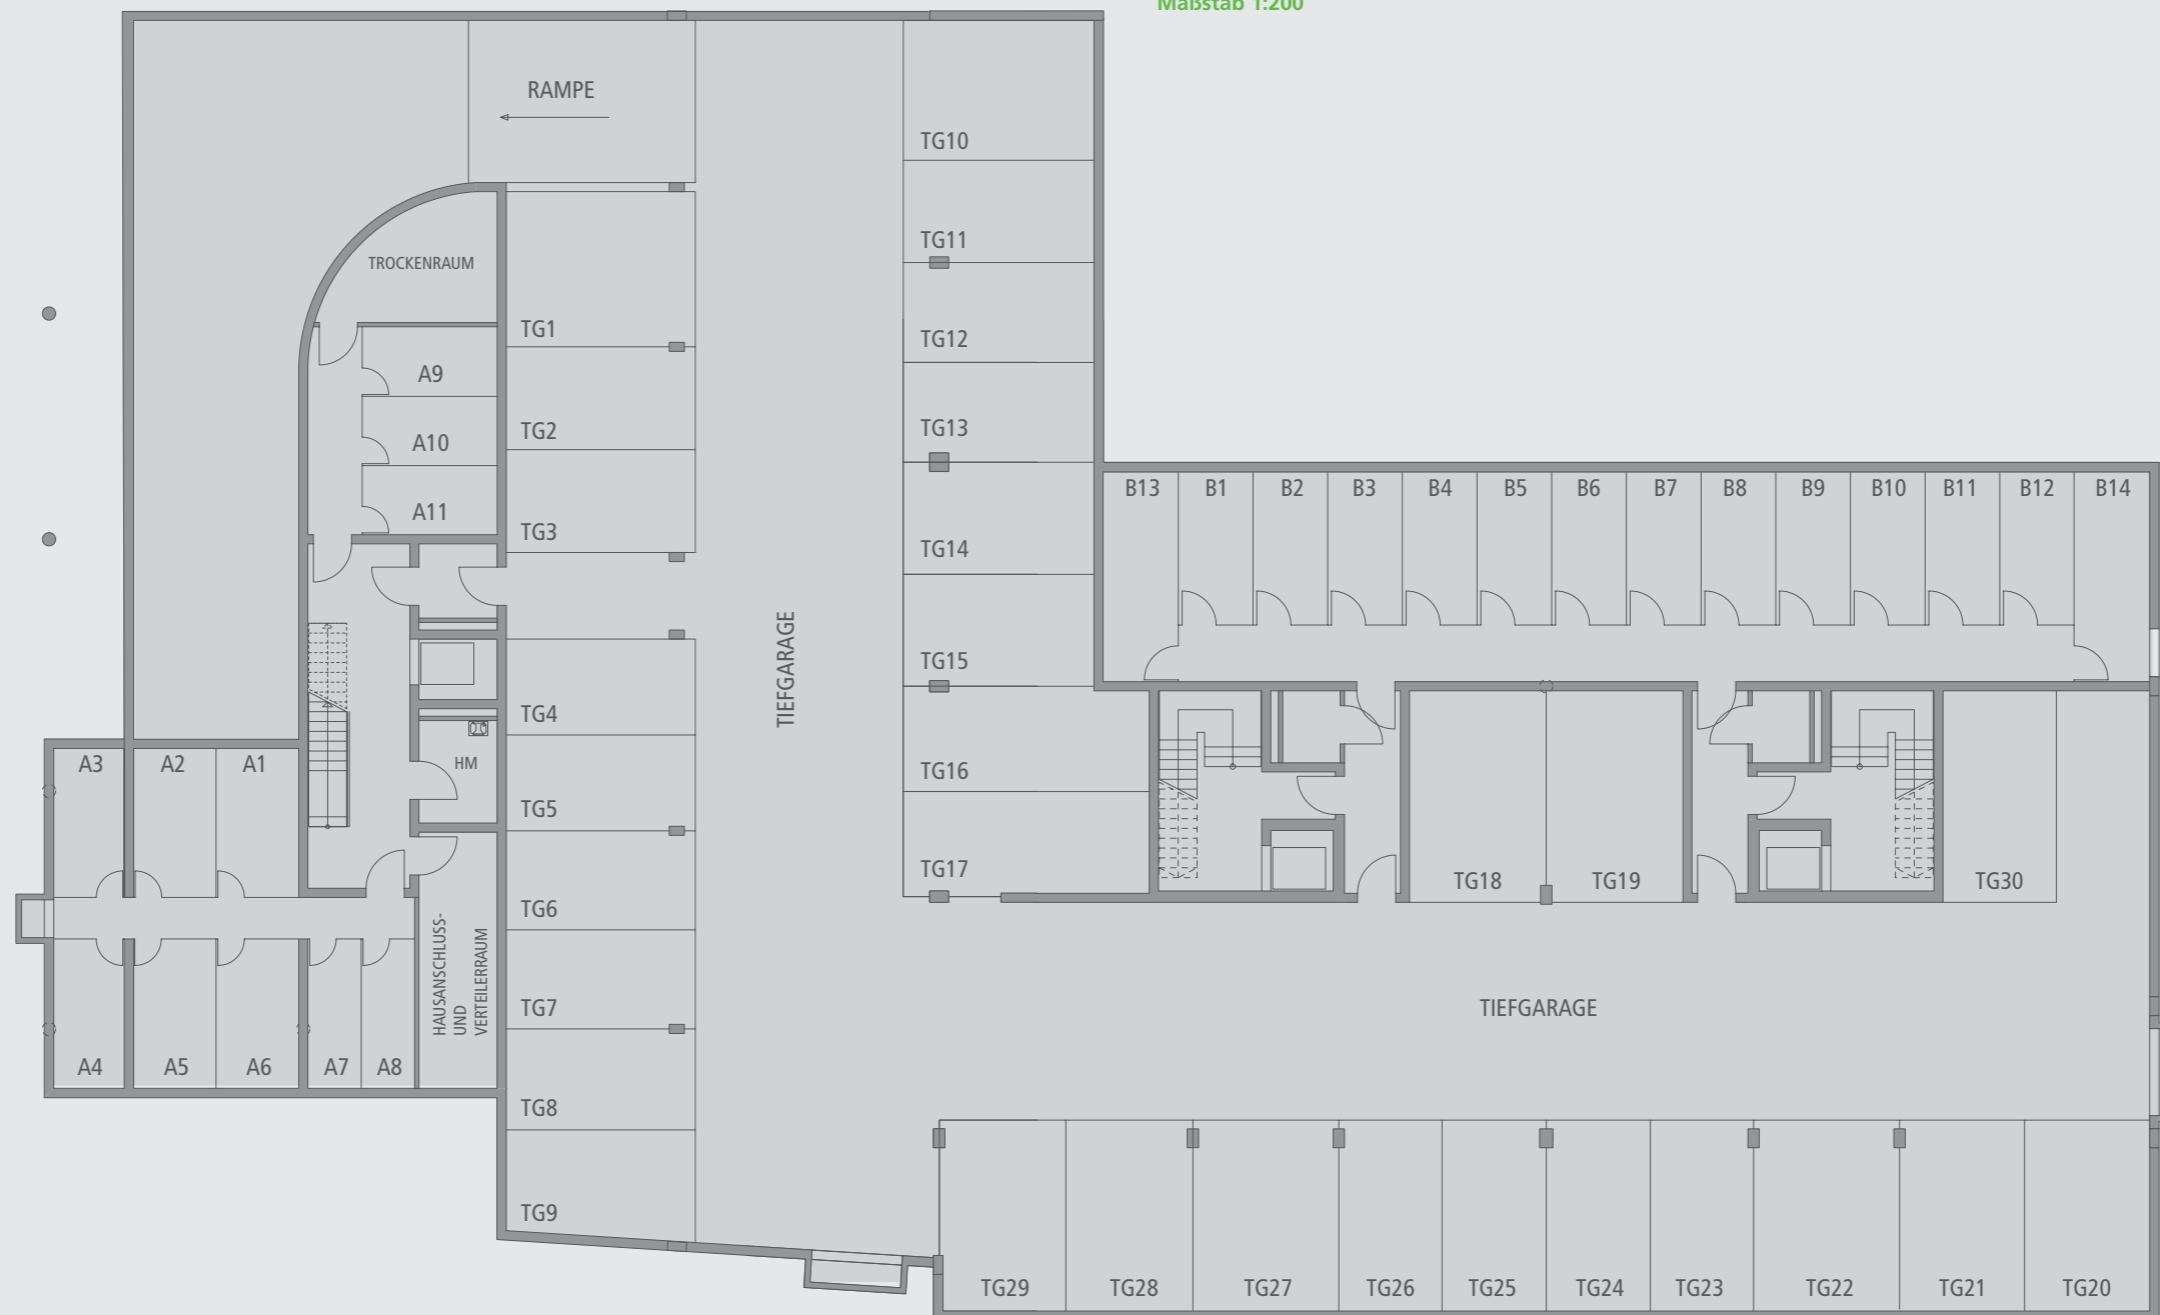 Maßstab 1:200
RAMPE
TG10
TG11
TG12
TG13
TG14
TG15
TG16
TG17
TROCKENRAUM
TG1
TG2
TG3
TG4
TG5
TG6
TG7
TG8
TG9
A9
A10
A11
TIEFGARAGE
HM
A3
A2
A1
HAUSANSCHLUSS-
UND
VERTEILERRAUM
A4
A5
A6
A7
A8
B13
B1
B2
B3
B4
B5
B6
B7
B8
B9
B10
B11
B12
B14
TG18
TG19
TG30
TIEFGARAGE
TG29
TG28
TG27
TG26
TG25
TG24
TG23
TG22
TG21
TG20